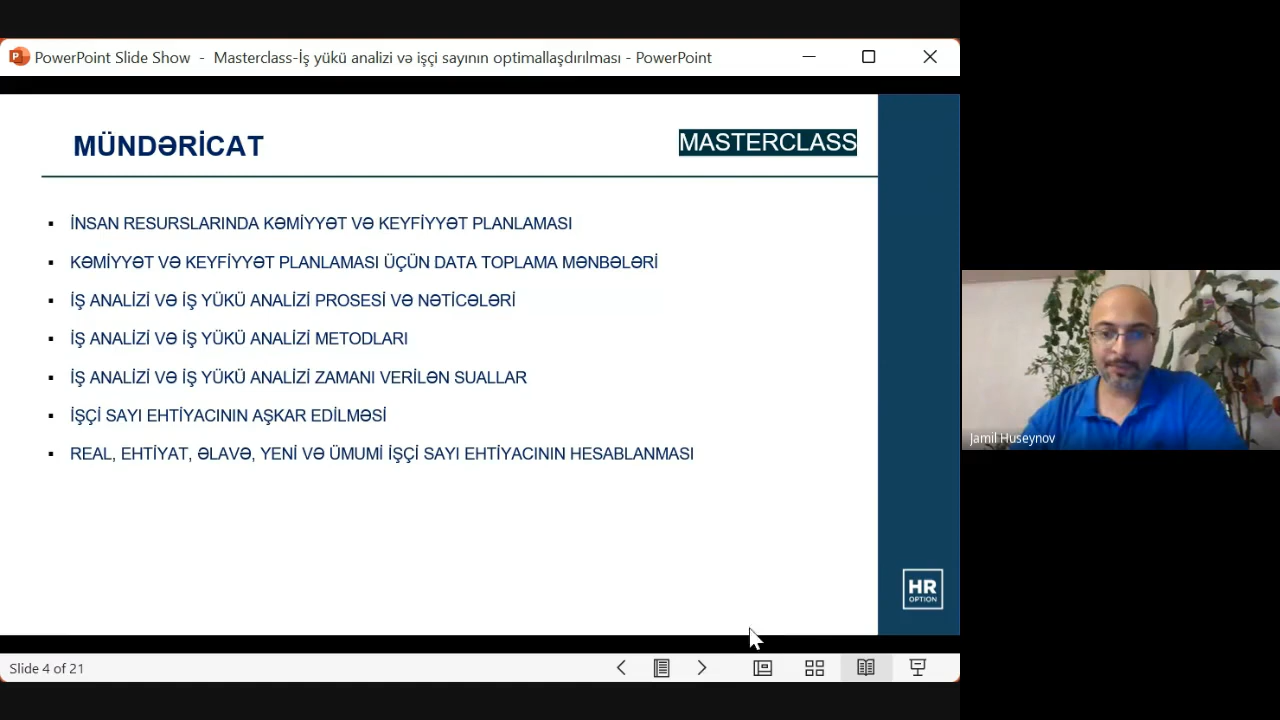 PowerPoint Slide Show - Masterclass-İş yükü analizi və işçi sayının optimallaşdırılması - PowerPoint
MÜNDƏRİCAT
MASTERCLASS
▪ İNSAN RESURSLARINDA KƏMİYYƏT VƏ KEYFİYYƏT PLANLAMASI
▪ KƏMİYYƏT VƏ KEYFİYYƏT PLANLAMASI ÜÇÜN DATA TOPLAMA MƏNBƏLƏRİ
▪ İŞ ANALİZİ VƏ İŞ YÜKÜ ANALİZİ PROSESİ VƏ NƏTİCƏLƏRİ
▪ İŞ ANALİZİ VƏ İŞ YÜKÜ ANALİZİ METODLARI
▪ İŞ ANALİZİ VƏ İŞ YÜKÜ ANALİZİ ZAMANI VERİLƏN SUALLAR
▪ İŞÇİ SAYI EHTİYACININ AŞKAR EDİLMƏSİ
▪ REAL, EHTİYAT, ƏLAVƏ, YENİ VƏ ÜMUMİ İŞÇİ SAYI EHTİYACININ HESABLANMASI
Jamil Huseynov
HR
OPTION
Slide 4 of 21